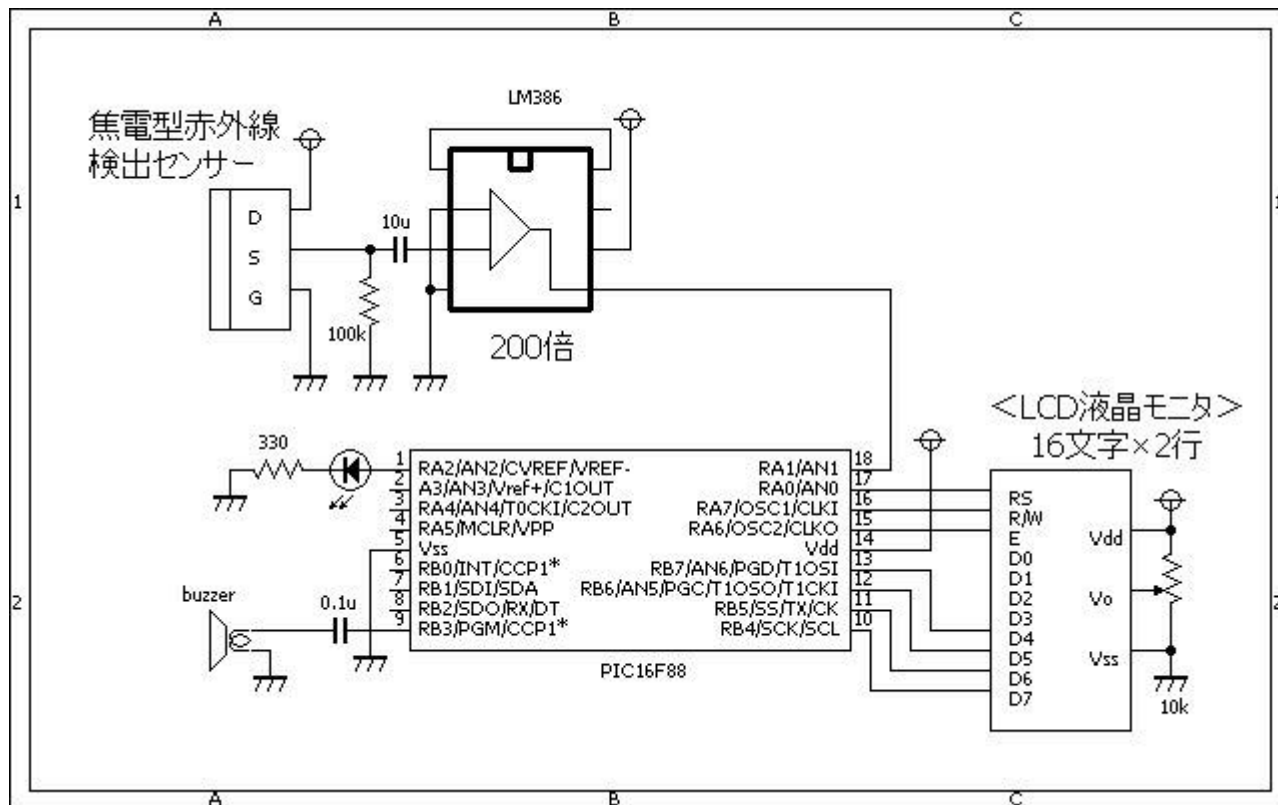 A
B
C
LM386
焦電型赤外線
検出センサー
1
1
D
10u
S
G
100k
200倍
<LCD液晶モニタ>
16文字×2行
330
1
RA2/AN2/CVREF/VREF-
RA1/AN1
18
2
A3/AN3/Vref+/C1OUT
RA0/AN0
17
3
RA4/AN4/T0CKI/C2OUT
RA7/OSC1/CLKI
16
4
RA5/MCLR/VPP
RA6/OSC2/CLKO
15
5
Vss
Vdd
14
6
RB0/INT/CCP1*
RB7/AN6/PGD/T1OSI
13
7
RB1/SDI/SDA
RB6/AN5/PGC/T1OSO/T1CKI
12
8
RB2/SDO/RX/DT
RB5/SS/TX/CK
11
9
RB3/PGM/CCP1*
RB4/SCK/SCL
10
PIC16F88
RS
R/W
E
D0
D1
D2
D3
D4
D5
D6
D7
Vdd
Vo
Vss
10k
2
2
buzzer
0.1u
A
B
C